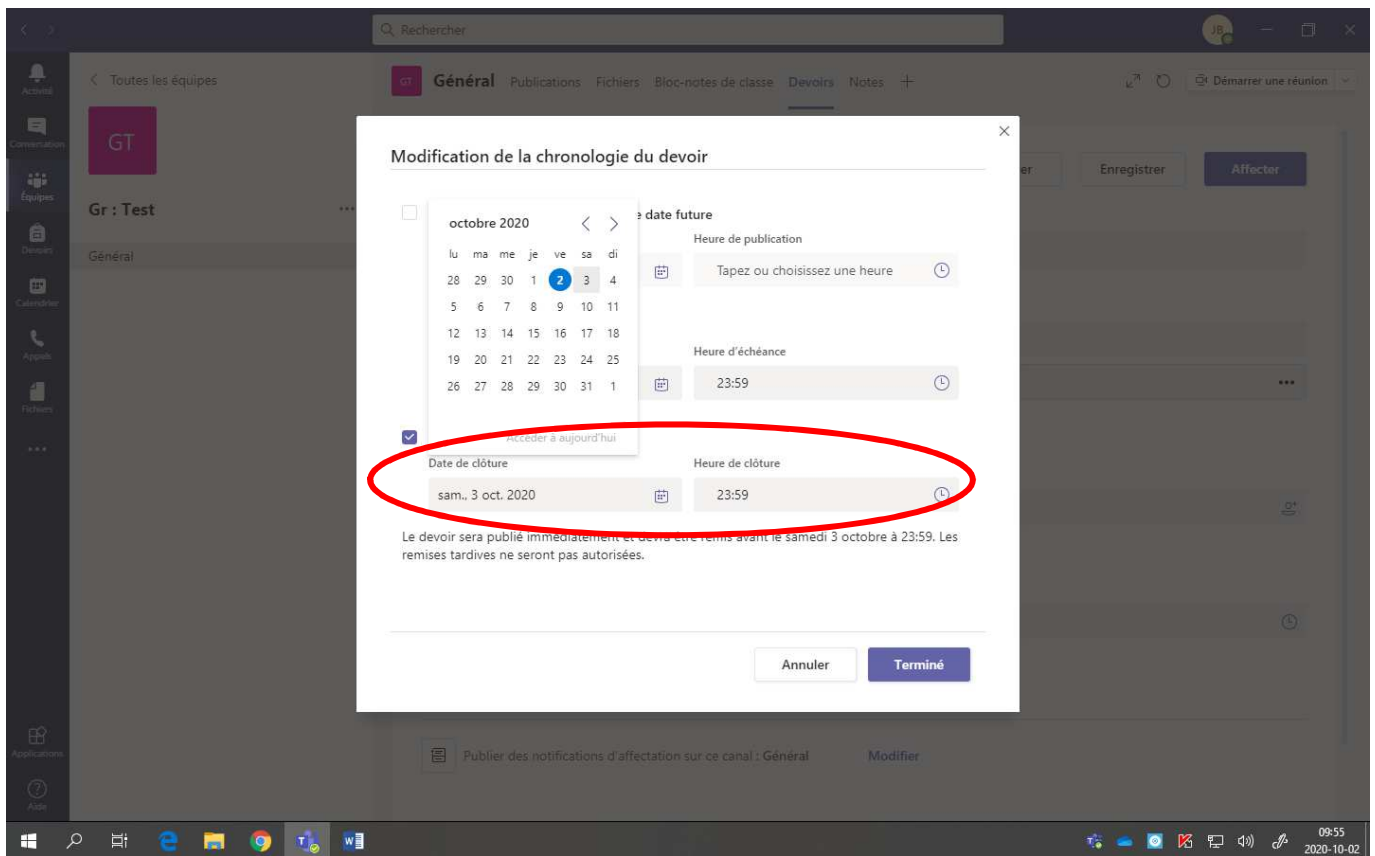 Rechercher
JB
Activité
Toutes les équipes
GT Général Publications Fichiers Bloc-notes de classe Devoirs Notes +
Démarrer une réunion
Conversation
GT
Équipes
Gr : Test
Devoirs
Général
Calendrier
Appels
Fichiers
Enregistrer
Affecter
Modification de la chronologie du devoir
date future
octobre 2020
lu ma me je ve sa di
28 29 30 1 2 3 4
5 6 7 8 9 10 11
12 13 14 15 16 17 18
19 20 21 22 23 24 25
26 27 28 29 30 31 1
Accéder à aujourd'hui
Heure de publication
Tapez ou choisissez une heure
Heure d'échéance
23:59
Date de clôture
Heure de clôture
sam., 3 oct. 2020
23:59
Le devoir sera publié immédiatement et devra être remis avant le samedi 3 octobre à 23:59. Les
remises tardives ne seront pas autorisées.
Annuler
Terminé
Publier des notifications d'affectation sur ce canal : Général
Modifier
Applications
Aide
09:55
2020-10-02